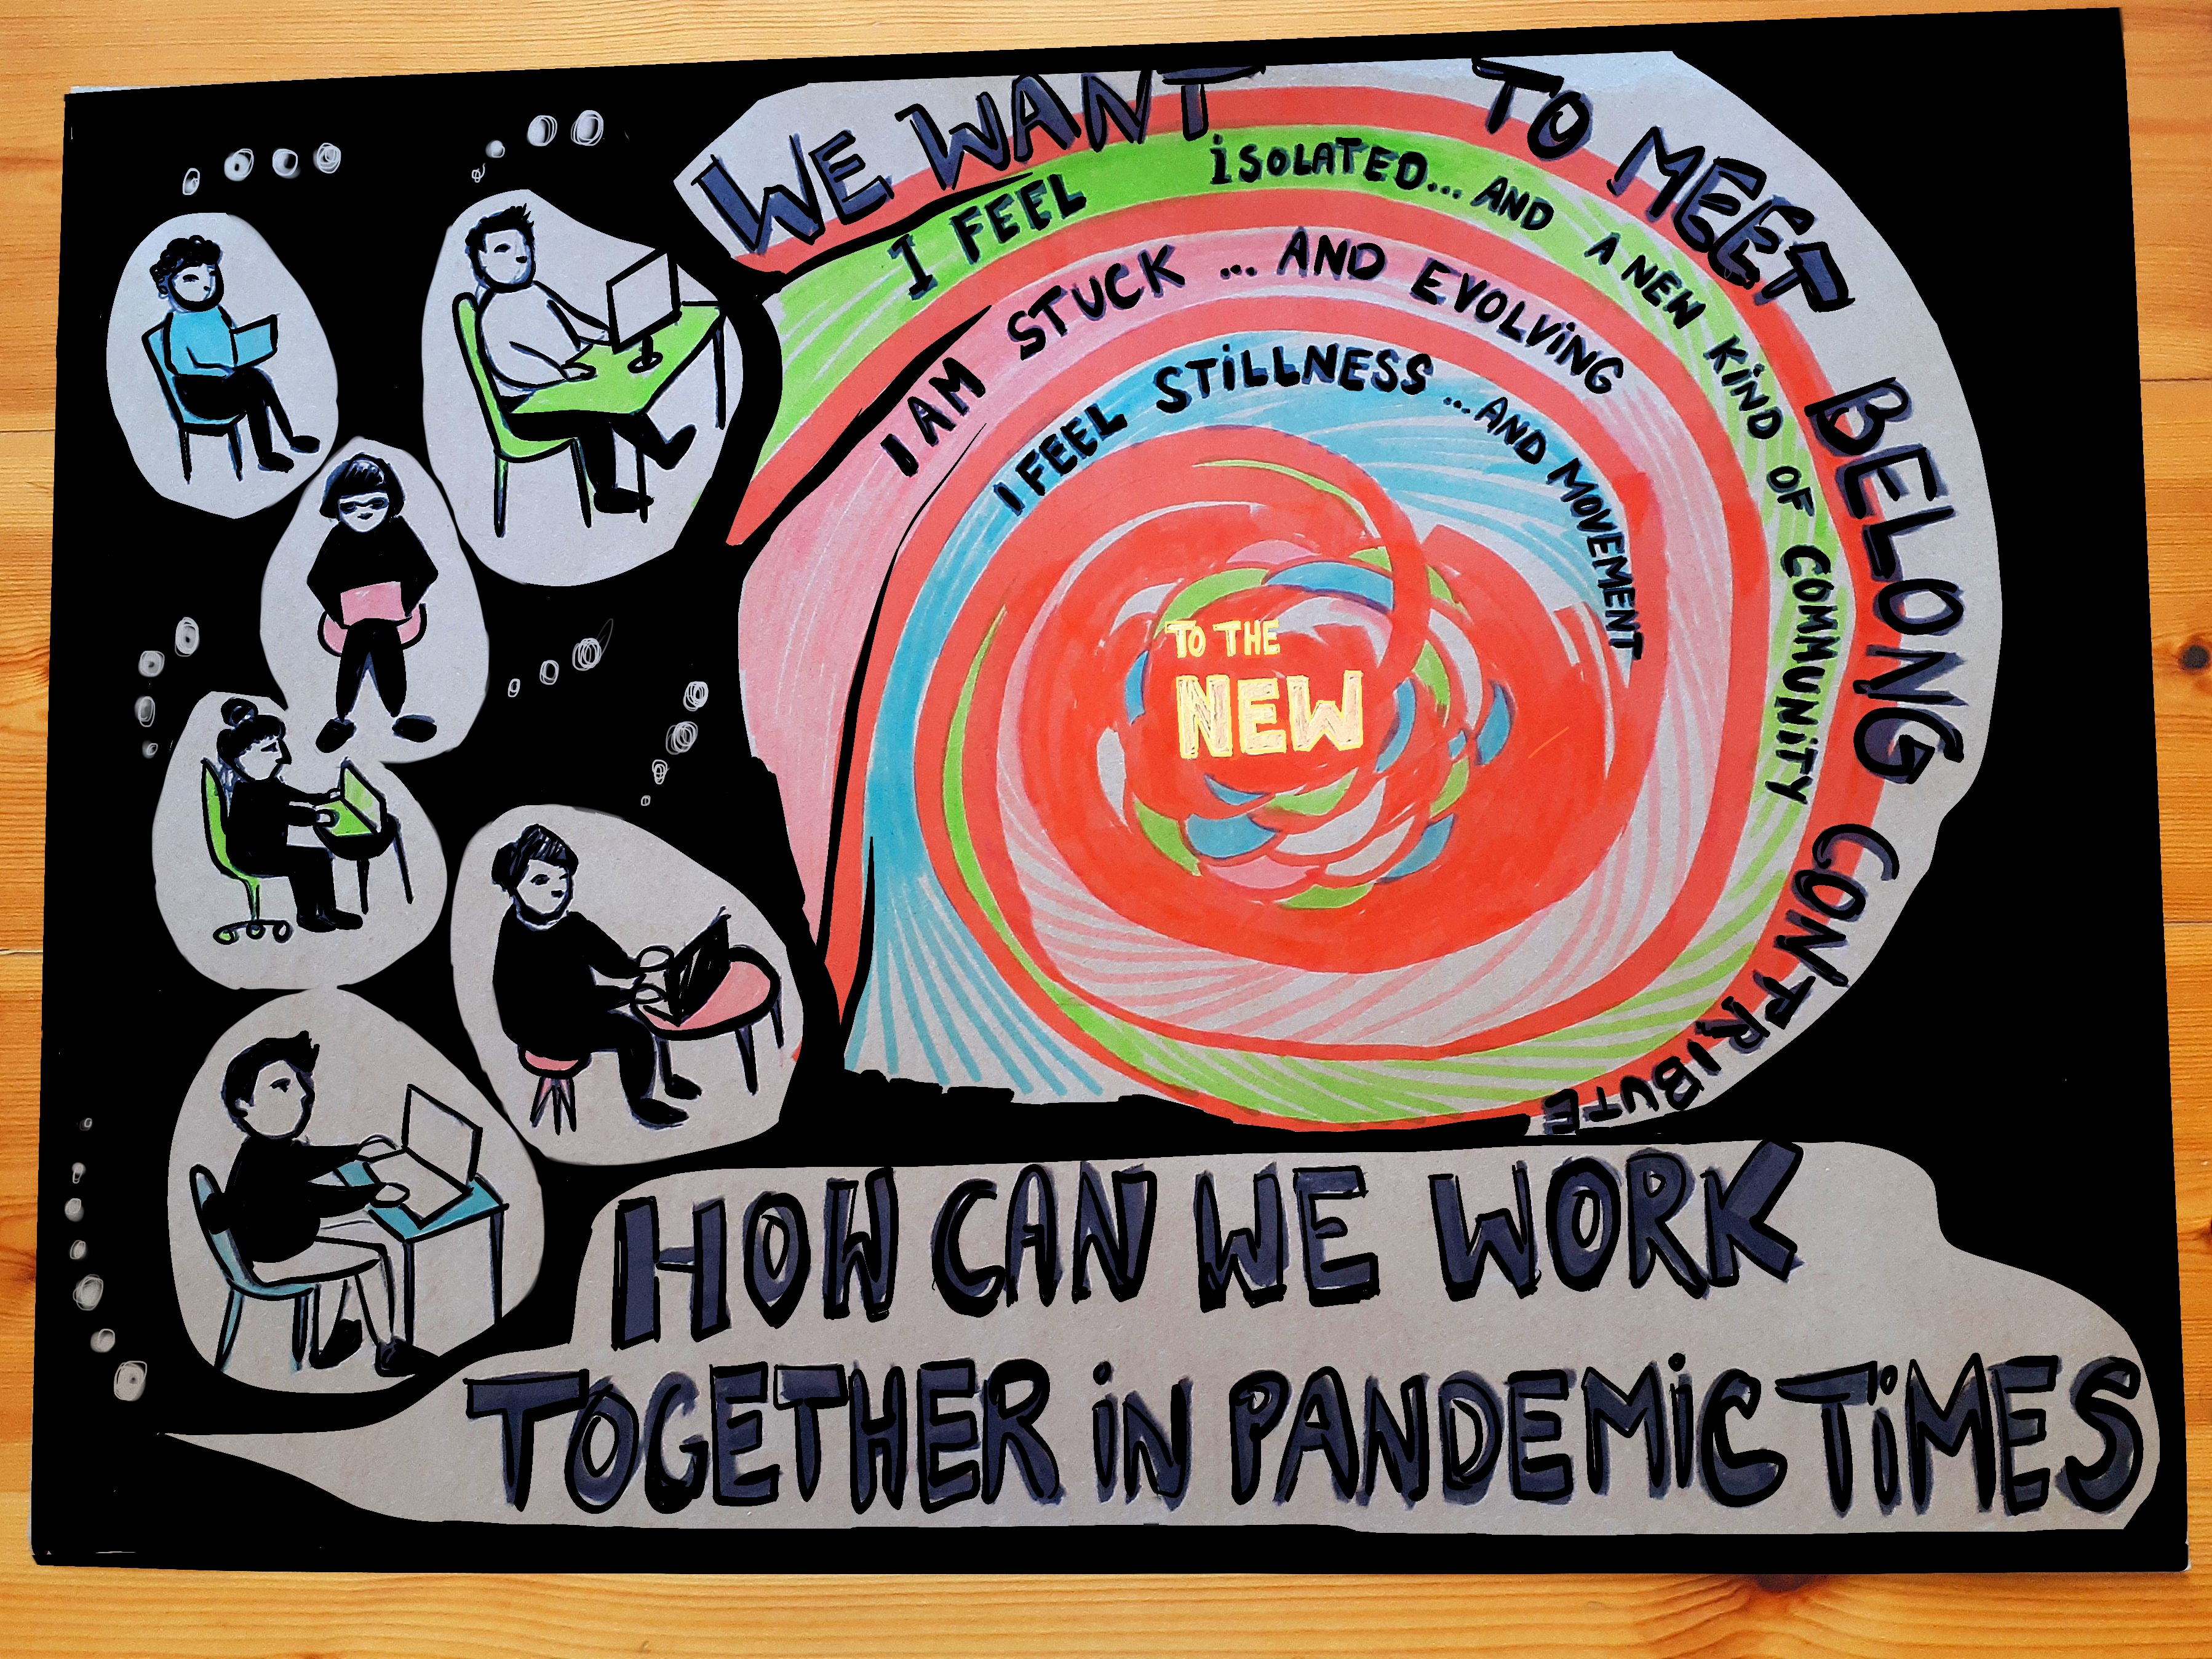 WE WANT TO MEET BELONG CONTRIBUTE
I FEEL iSOLATED... AND A NEW KiND OF COMMUNiTY
I AM STUCK ... AND EVOLViNG
I FEEL STiLLNESS ... AND MOVEMENT
TO THE
NEW
HOW CAN WE WORK
TOGETHER iN PANDEMiC TiMES